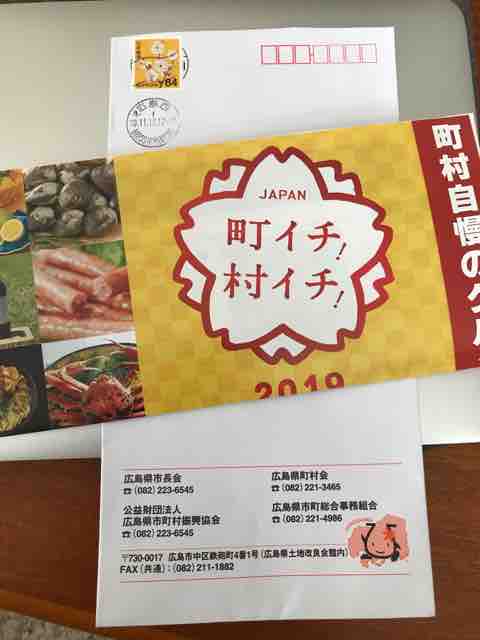 84
JAPAN
町イチ!
村イチ!
2019
町村自慢のグル
広島県市長会
☎(082) 223-6545
広島県町村会
☎(082) 221-3465
公益財団法人
広島県市町村振興協会
☎(082) 223-6545
広島県市町総合事務組合
☎(082) 221-4986
〒730-0017 広島市中区鉄砲町4番1号(広島県土地改良会館内)
FAX(共通):(082) 211-1882